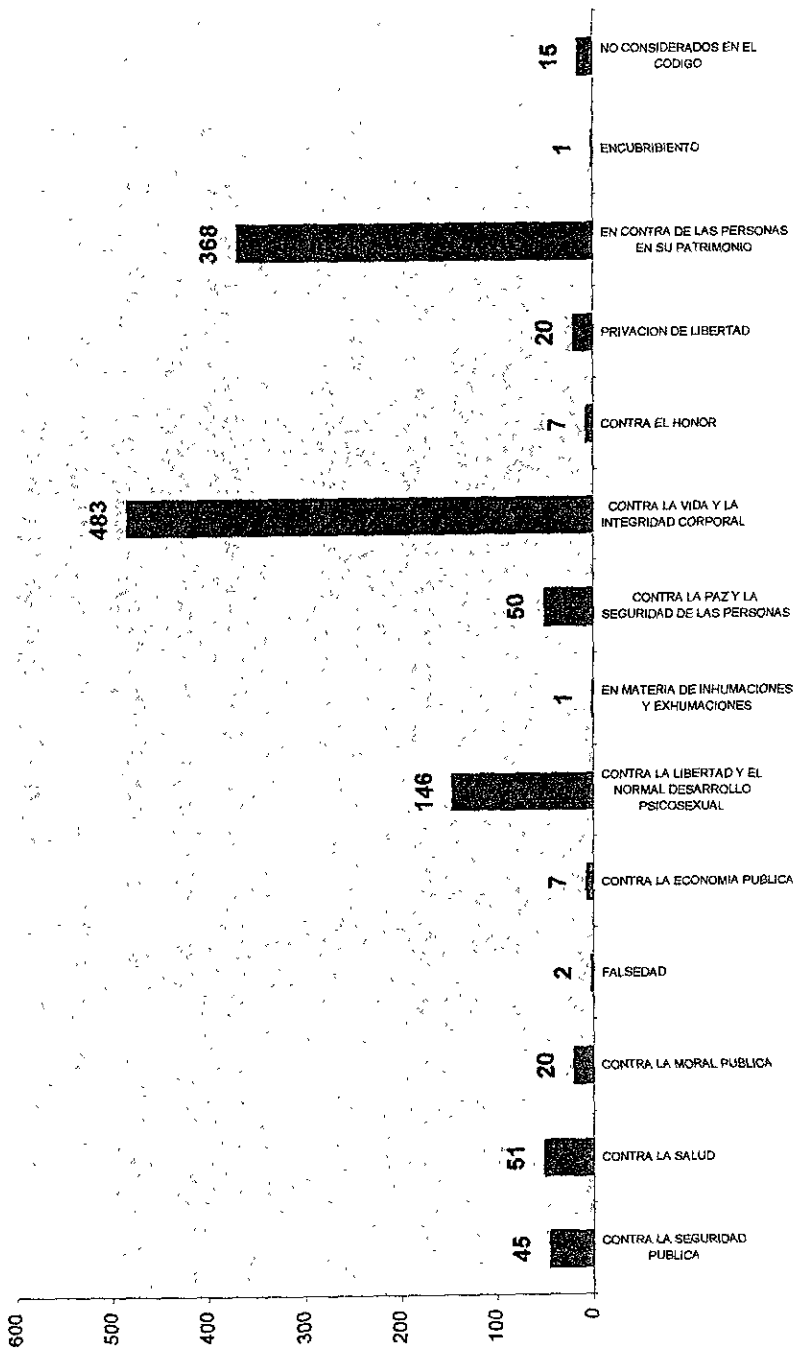 15
NO CONSIDERADOS EN EL
CODIGO
1
ENCUBRIBIENTO
368
EN CONTRA DE LAS PERSONAS
EN SU PATRIMONIO
20
PRIVACION DE LIBERTAD
7
CONTRA EL HONOR
483
CONTRA LA VIDA Y LA
INTEGRIDAD CORPORAL
50
CONTRA LA PAZ Y LA
SEGURIDAD DE LAS PERSONAS
1
EN MATERIA DE INHUMACIONES
Y EXHUMACIONES
146
CONTRA LA LIBERTAD Y EL
NORMAL DESARROLLO
PSICOSEXUAL
7
CONTRA LA ECONOMIA PUBLICA
2
FALSEDAD
20
CONTRA LA MORAL PUBLICA
51
CONTRA LA SALUD
45
CONTRA LA SEGURIDAD
PUBLICA
600
500
400
300
200
100
0